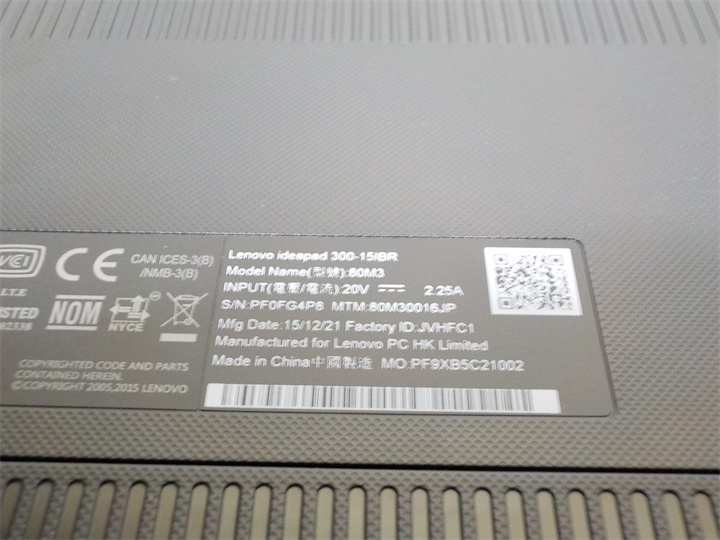 VCCI
CAN ICES-3(B)
/NMB-3(B)
I.T.E
NOM
NYCE
COPYRIGHTED CODE AND PARTS
CONTAINED HEREIN.
©COPYRIGHT 2005,2015 LENOVO
Lenovo ideapad 300-15IBR
Model Name(型號):80M3
INPUT(電壓/電流):20V ⎓ 2.25A
S/N:PF0FG4P8 MTM:80M30016JP
Mfg Date:15/12/21 Factory ID:JVHFC1
Manufactured for Lenovo PC HK Limited
Made in China中國製造 MO:PF9XB5C21002